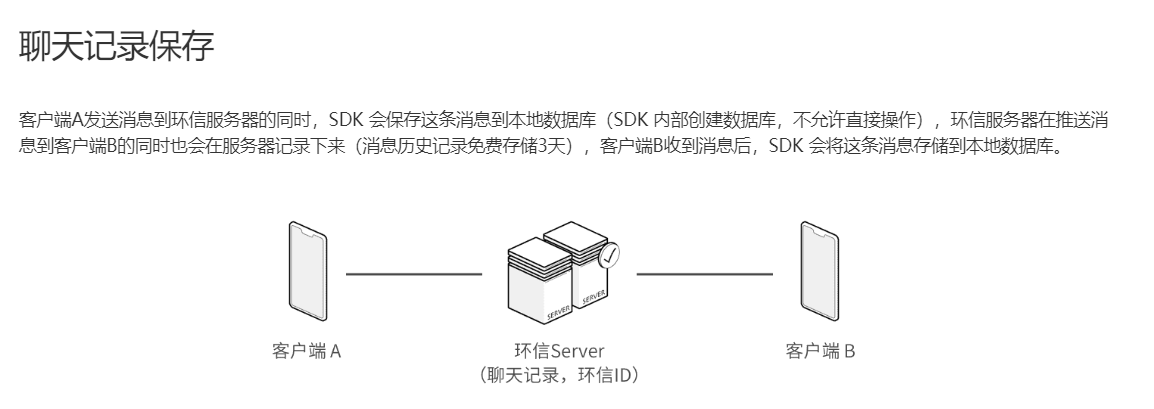 聊天记录保存
客户端A发送消息到环信服务器的同时，SDK 会保存这条消息到本地数据库（SDK 内部创建数据库，不允许直接操作），环信服务器在推送消
息到客户端B的同时也会在服务器记录下来（消息历史记录免费存储3天），客户端B收到消息后，SDK 会将这条消息存储到本地数据库。
SERVER
SERVER
客户端 A
环信Server
（聊天记录，环信ID）
客户端 B